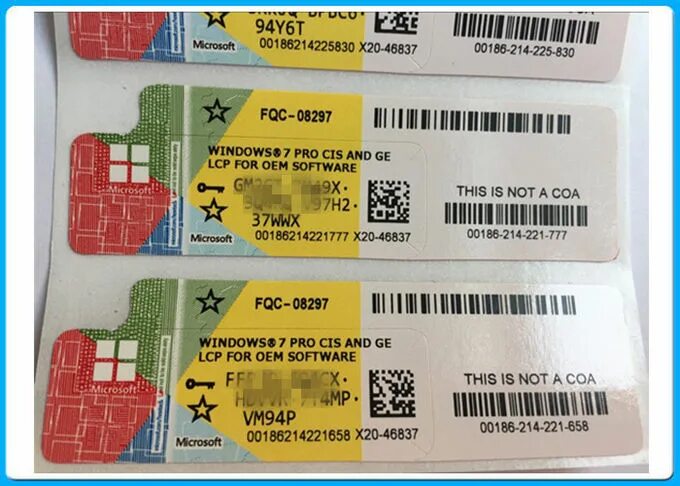 94Y6T
Microsoft 00186214225830 X20-46837
00186-214-225-830
FQC-08297
WINDOWS®7 PRO CIS AND GE
LCP FOR OEM SOFTWARE
Microsoft
37WWX
THIS IS NOT A COA
Microsoft 00186214221777 X20-46837
00186-214-221-777
FQC-08297
WINDOWS®7 PRO CIS AND GE
LCP FOR OEM SOFTWARE
Microsoft
THIS IS NOT A COA
VM94P
Microsoft 00186214221658 X20-46837
00186-214-221-658